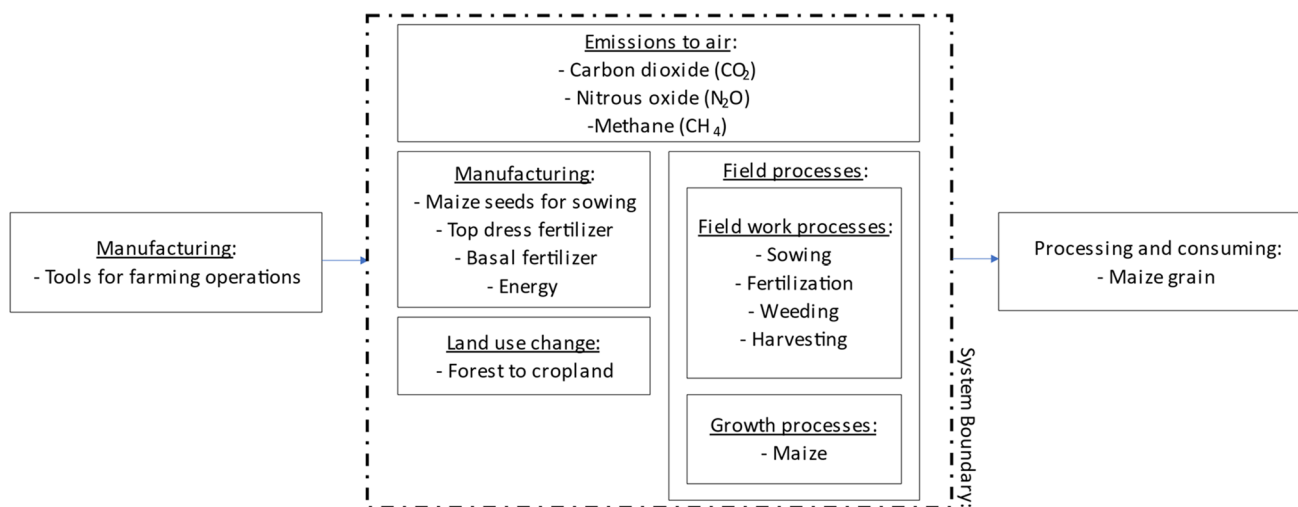 Emissions to air:
- Carbon dioxide (CO₂)
- Nitrous oxide (N₂O)
-Methane (CH₄)
Manufacturing:
- Tools for farming operations
Manufacturing:
- Maize seeds for sowing
- Top dress fertilizer
- Basal fertilizer
- Energy
Land use change:
- Forest to cropland
Field processes:
Field work processes:
- Sowing
- Fertilization
- Weeding
- Harvesting
Growth processes:
- Maize
System Boundary:
Processing and consuming:
- Maize grain